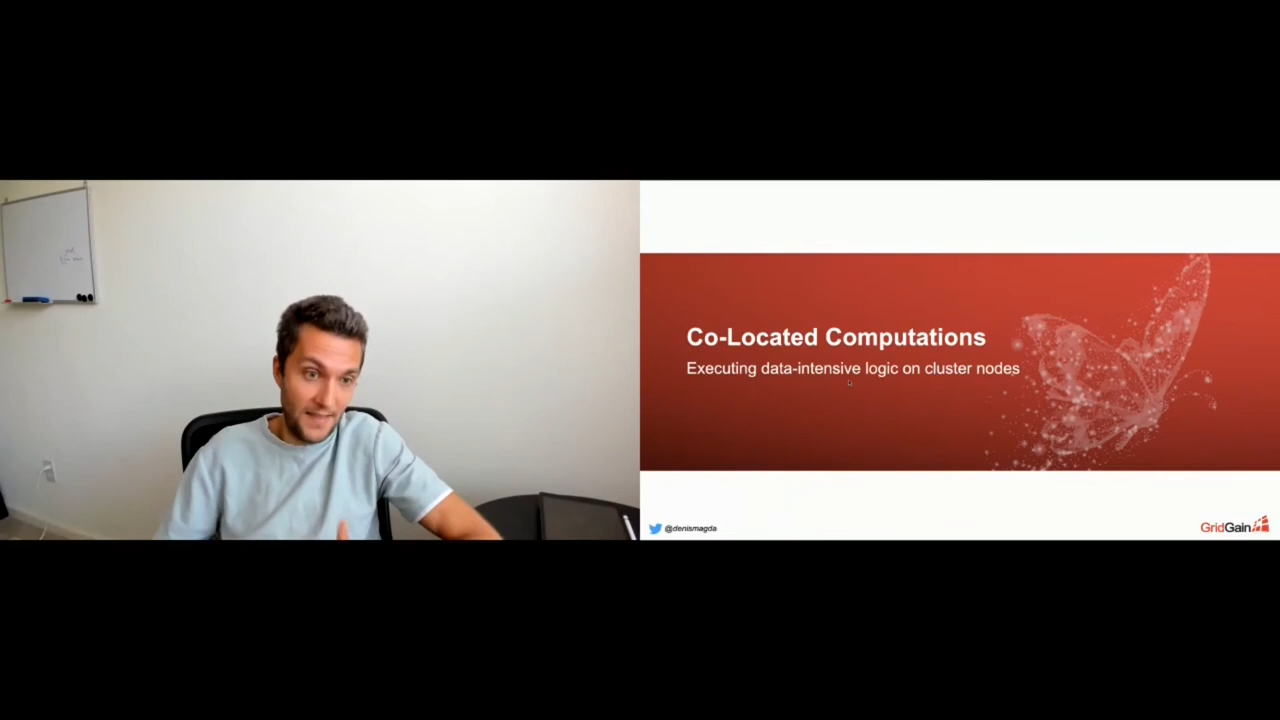 Co-Located Computations
Executing data-intensive logic on cluster nodes
@denismagda
GridGain